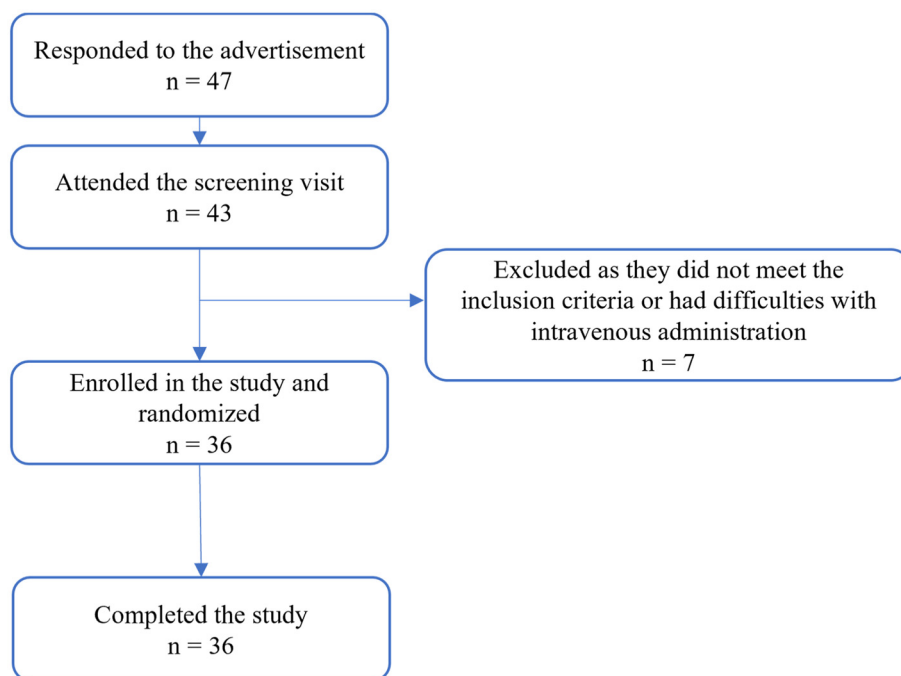 Responded to the advertisement
n = 47
Attended the screening visit
n = 43
Excluded as they did not meet the
inclusion criteria or had difficulties with
intravenous administration
n = 7
Enrolled in the study and
randomized
n = 36
Completed the study
n = 36